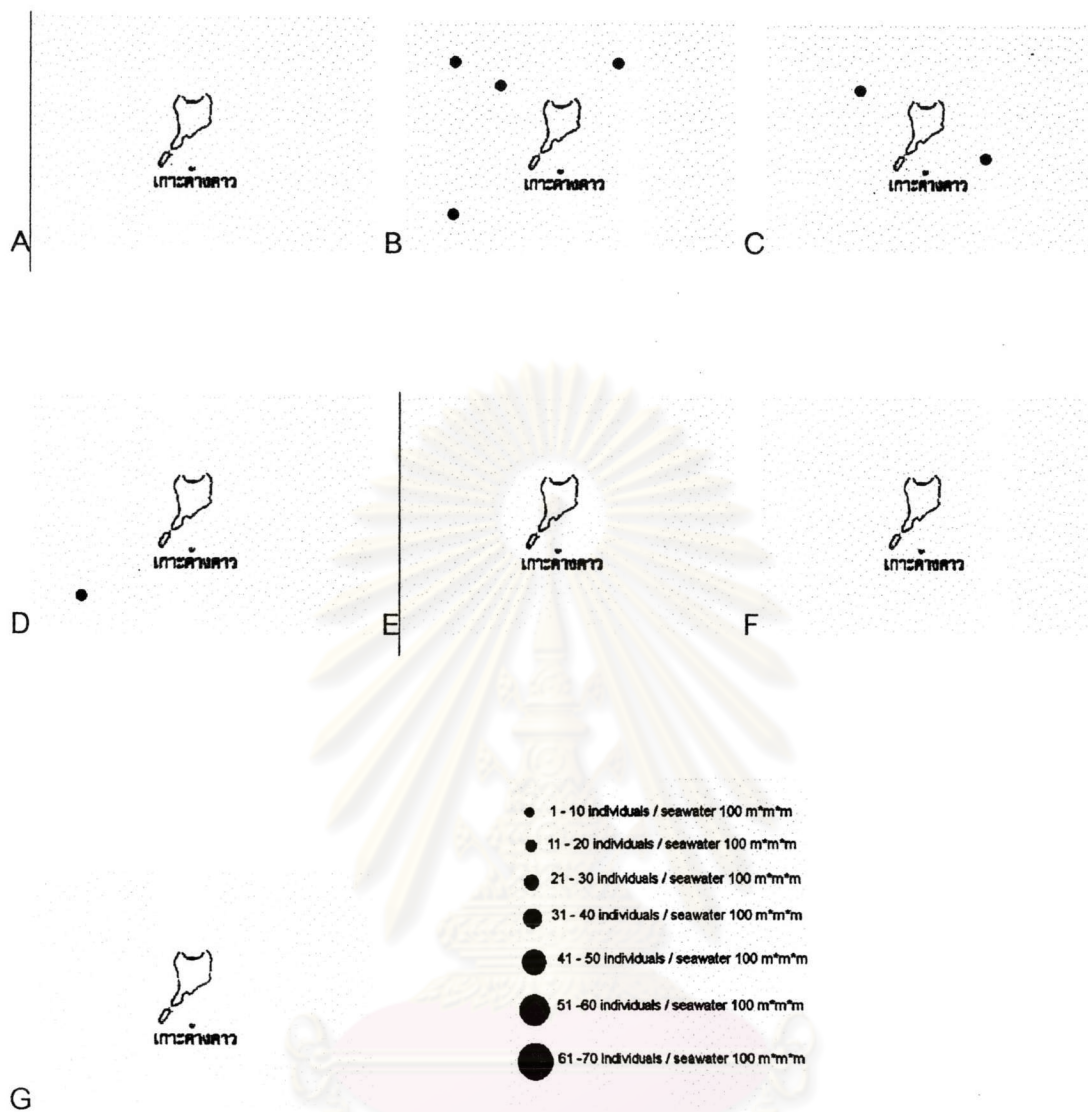 เกาะค้างคาว
A
เกาะค้างคาว
B
เกาะค้างคาว
C
เกาะค้างคาว
D
เกาะค้างคาว
E
เกาะค้างคาว
F
1 - 10 individuals / seawater 100 m*m*m
11 - 20 individuals / seawater 100 m*m*m
21 - 30 individuals / seawater 100 m*m*m
31 - 40 individuals / seawater 100 m*m*m
41 - 50 individuals / seawater 100 m*m*m
51 -60 individuals / seawater 100 m*m*m
61 -70 individuals / seawater 100 m*m*m
เกาะค้างคาว
G